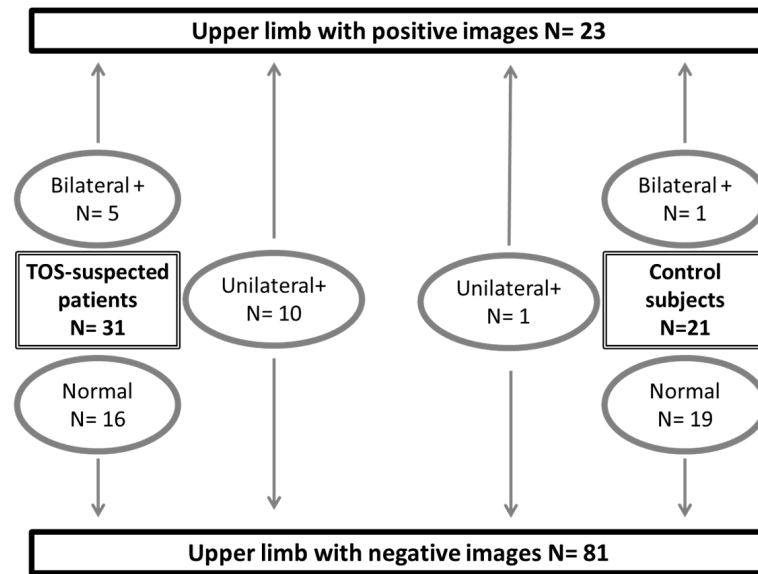 Upper limb with positive images N= 23
Bilateral +
N= 5
Bilateral +
N= 1
TOS-suspected
patients
N= 31
Unilateral+
N= 10
Unilateral+
N= 1
Control
subjects
N=21
Normal
N= 16
Normal
N= 19
Upper limb with negative images N= 81